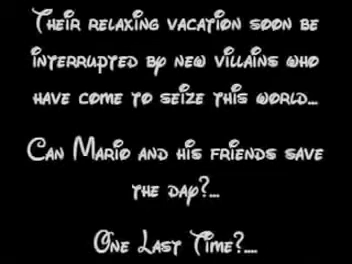 Their relaxing vacation soon be
interrupted by new villains who
have come to seize this world...
Can Mario and his friends save
the day?...
One Last Time?....